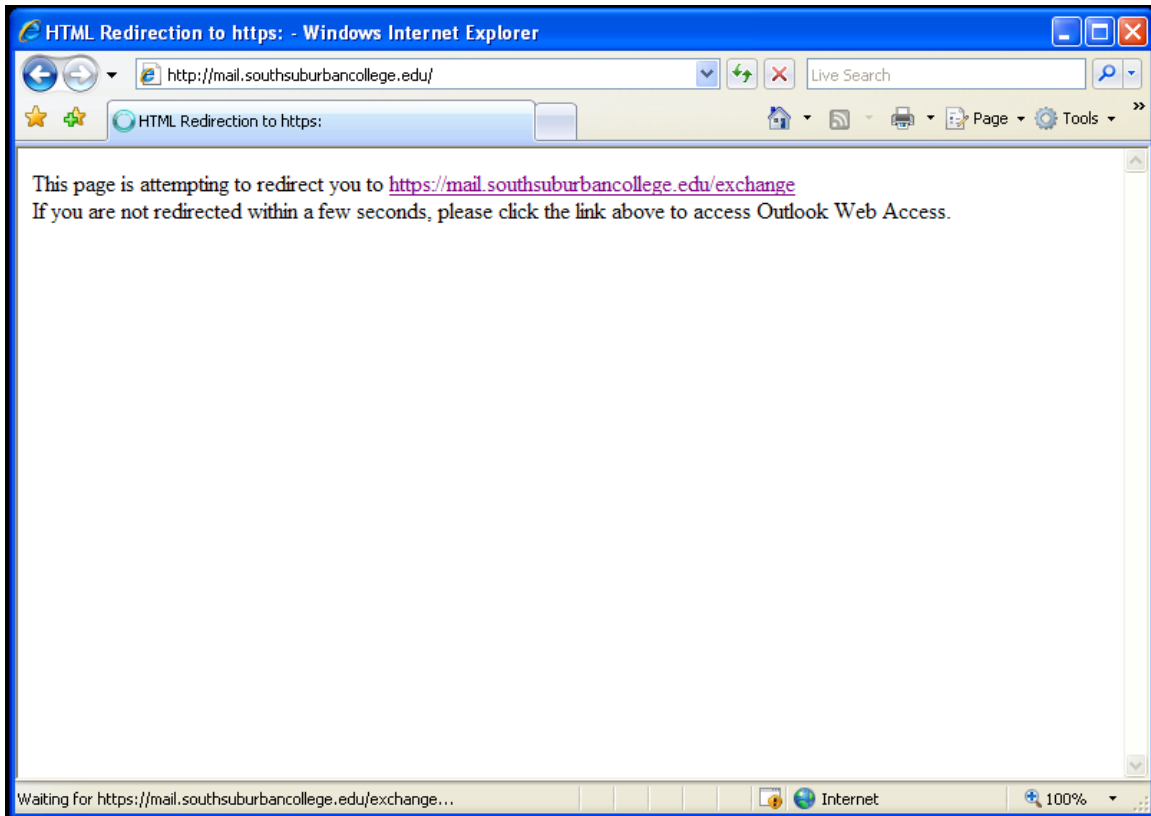 HTML Redirection to https: - Windows Internet Explorer
http://mail.southsuburbancollege.edu/
Live Search
HTML Redirection to https:
Page
Tools
»
This page is attempting to redirect you to https://mail.southsuburbancollege.edu/exchange
If you are not redirected within a few seconds, please click the link above to access Outlook Web Access.
Waiting for https://mail.southsuburbancollege.edu/exchange...
Internet
100%